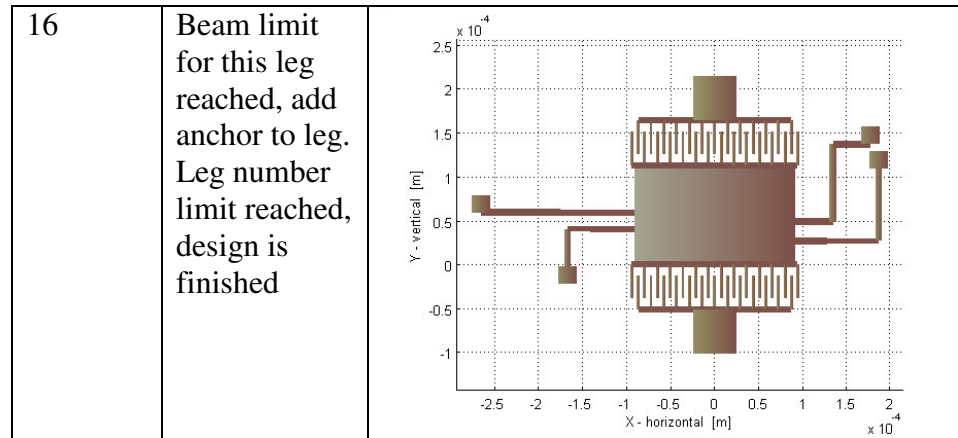 16
Beam limit
for this leg
reached, add
anchor to leg.
Leg number
limit reached,
design is
finished
x 10^-4
2.5
2
1.5
1
0.5
0
-0.5
-1
Y - vertical [m]
-2.5 -2 -1.5 -1 -0.5 0 0.5 1 1.5 2
X - horizontal [m]
x 10^-4